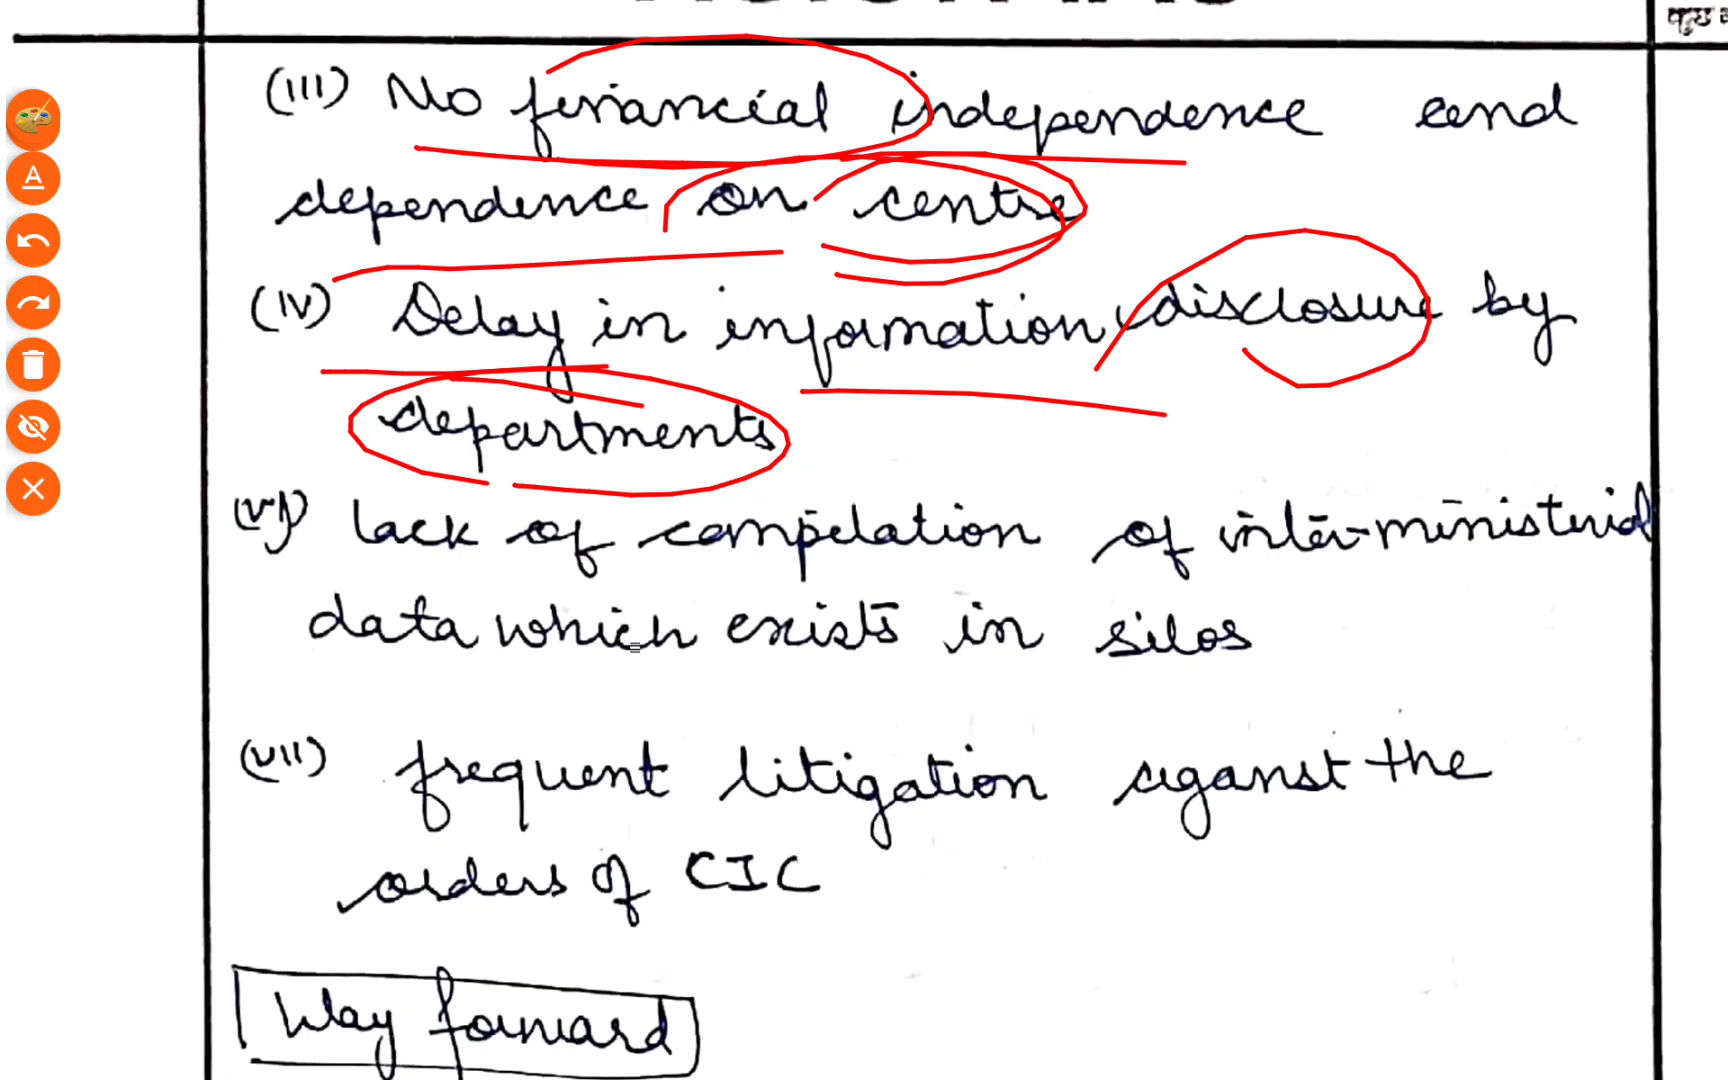 (iii) No financial independence and
dependence on centre
(iv) Delay in information disclosure by
departments
(vi) lack of compilation of inter-ministerial
data which exists in silos
(vii) frequent litigation against the
orders of CIC
Way forward